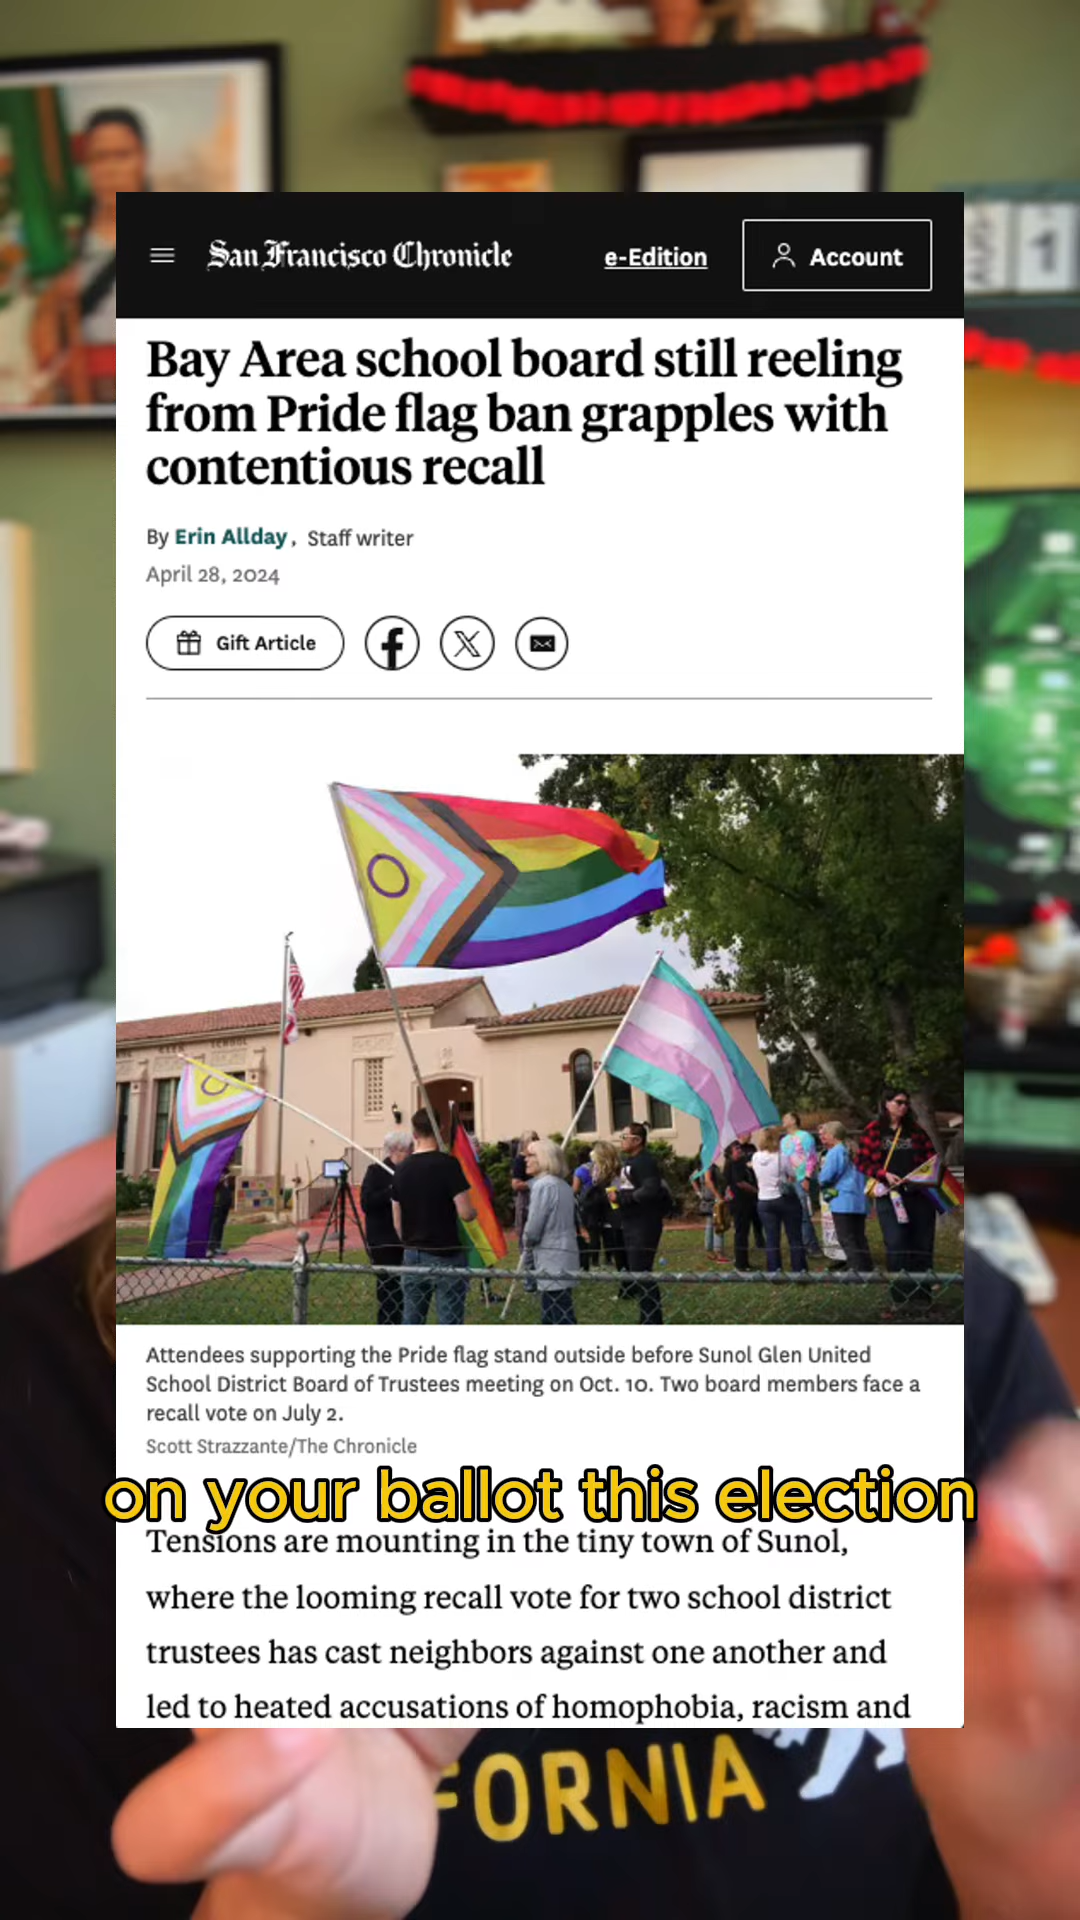 AUG 1
San Francisco Chronicle
e-Edition
Account
Bay Area school board still reeling
from Pride flag ban grapples with
contentious recall
By Erin Allday, Staff writer
April 28, 2024
Gift Article
Attendees supporting the Pride flag stand outside before Sunol Glen United
School District Board of Trustees meeting on Oct. 10. Two board members face a
recall vote on July 2.
Scott Strazzante/The Chronicle
on your ballot this election
Tensions are mounting in the tiny town of Sunol,
where the looming recall vote for two school district
trustees has cast neighbors against one another and
led to heated accusations of homophobia, racism and
FORNIA